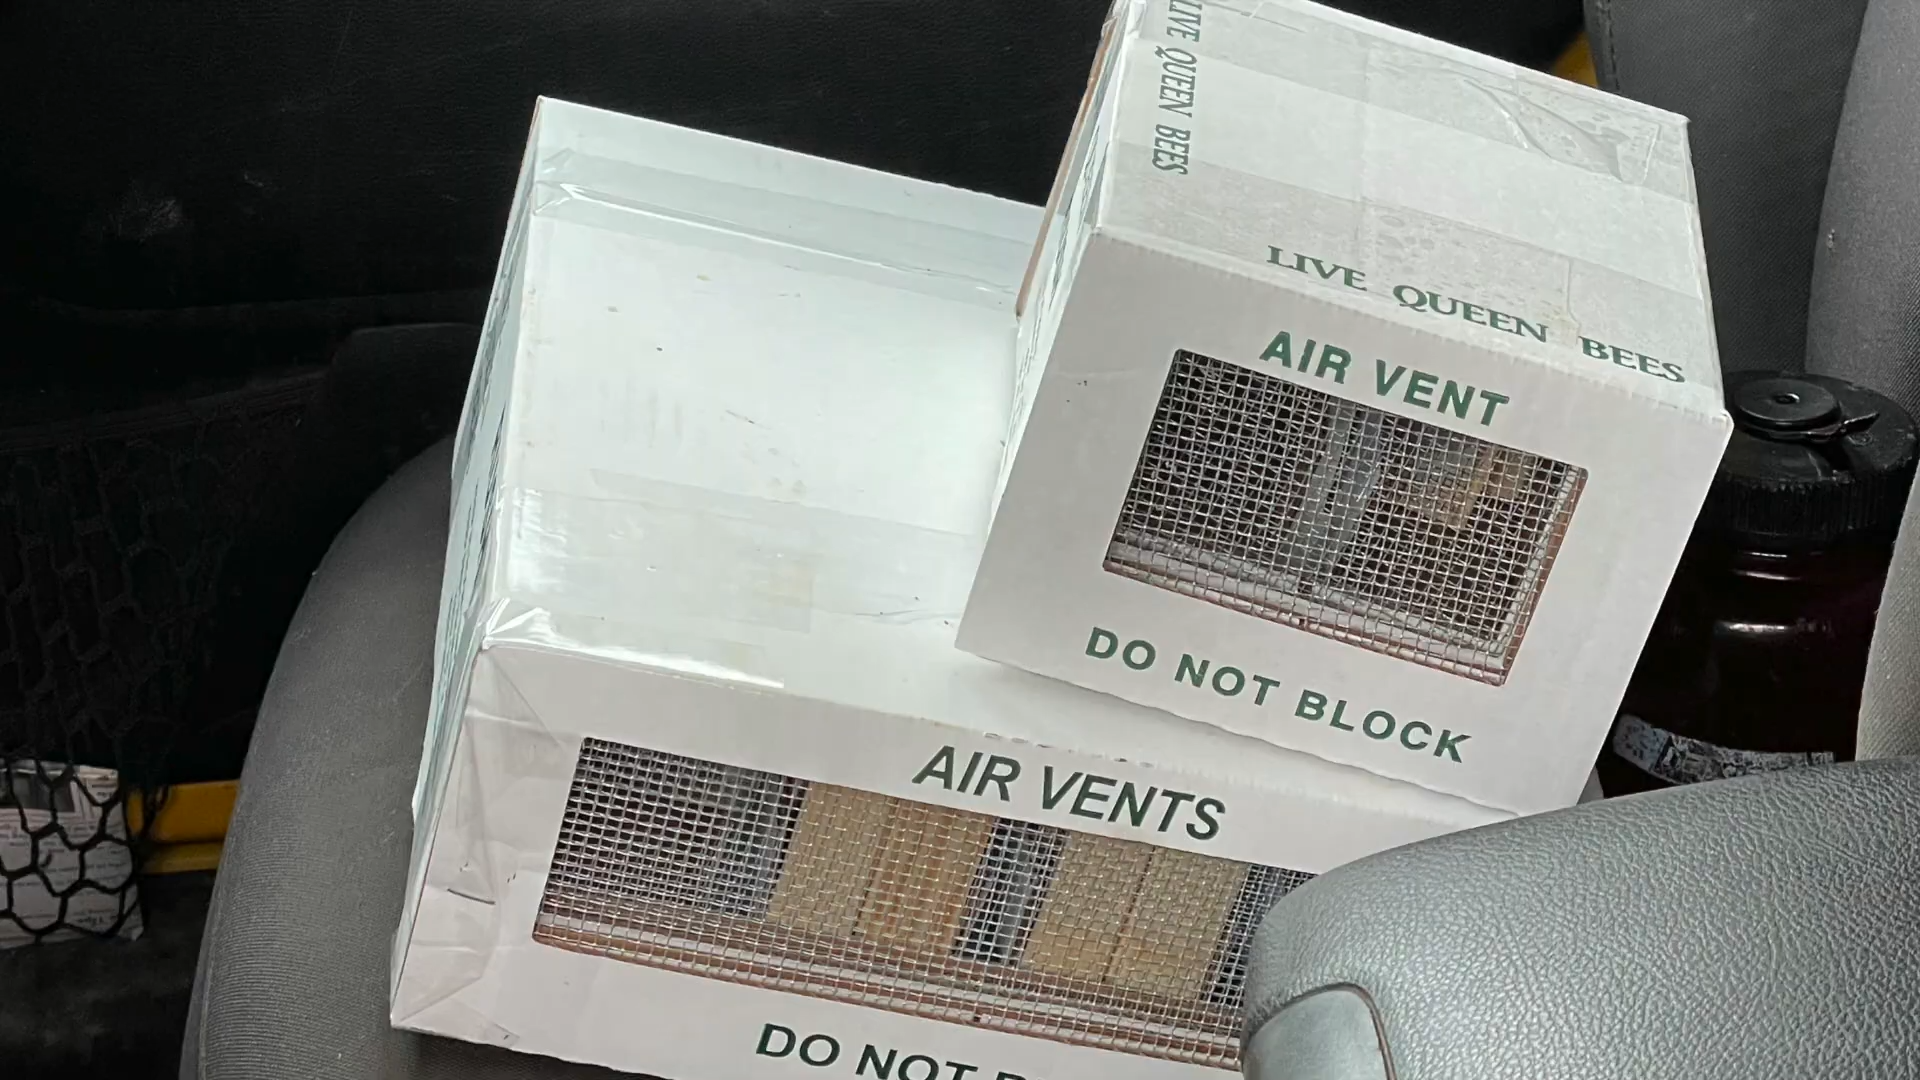 LIVE QUEEN BEES
LIVE QUEEN BEES
AIR VENT
DO NOT BLOCK
AIR VENTS
DO NOT